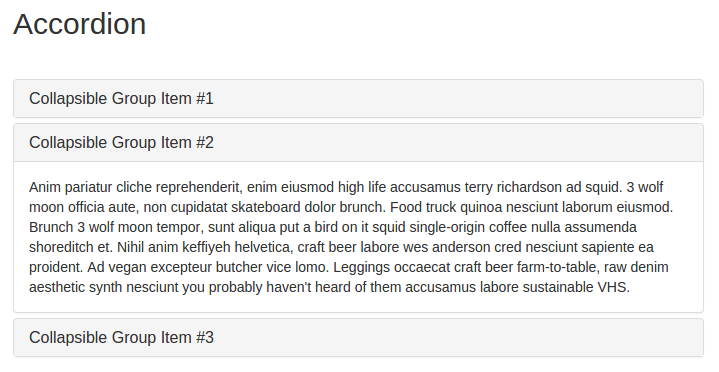 Accordion
Collapsible Group Item #1
Collapsible Group Item #2
Anim pariatur cliche reprehenderit, enim eiusmod high life accusamus terry richardson ad squid. 3 wolf
moon officia aute, non cupidatat skateboard dolor brunch. Food truck quinoa nesciunt laborum eiusmod.
Brunch 3 wolf moon tempor, sunt aliqua put a bird on it squid single-origin coffee nulla assumenda
shoreditch et. Nihil anim keffiyeh helvetica, craft beer labore wes anderson cred nesciunt sapiente ea
proident. Ad vegan excepteur butcher vice lomo. Leggings occaecat craft beer farm-to-table, raw denim
aesthetic synth nesciunt you probably haven't heard of them accusamus labore sustainable VHS.
Collapsible Group Item #3